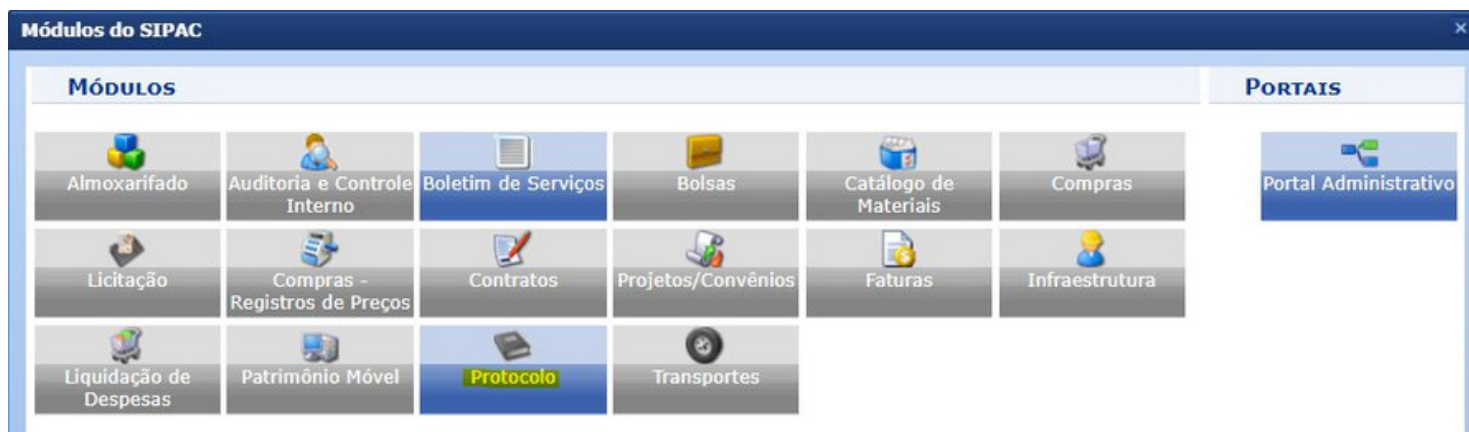 Módulos do SIPAC
×
MÓDULOS
PORTAIS
Almoxarifado
Auditoria e Controle
Interno
Boletim de Serviços
Bolsas
Catálogo de
Materiais
Compras
Portal Administrativo
Licitação
Compras -
Registros de Preços
Contratos
Projetos/Convênios
Faturas
Infraestrutura
Liquidação de
Despesas
Patrimônio Móvel
Protocolo
Transportes